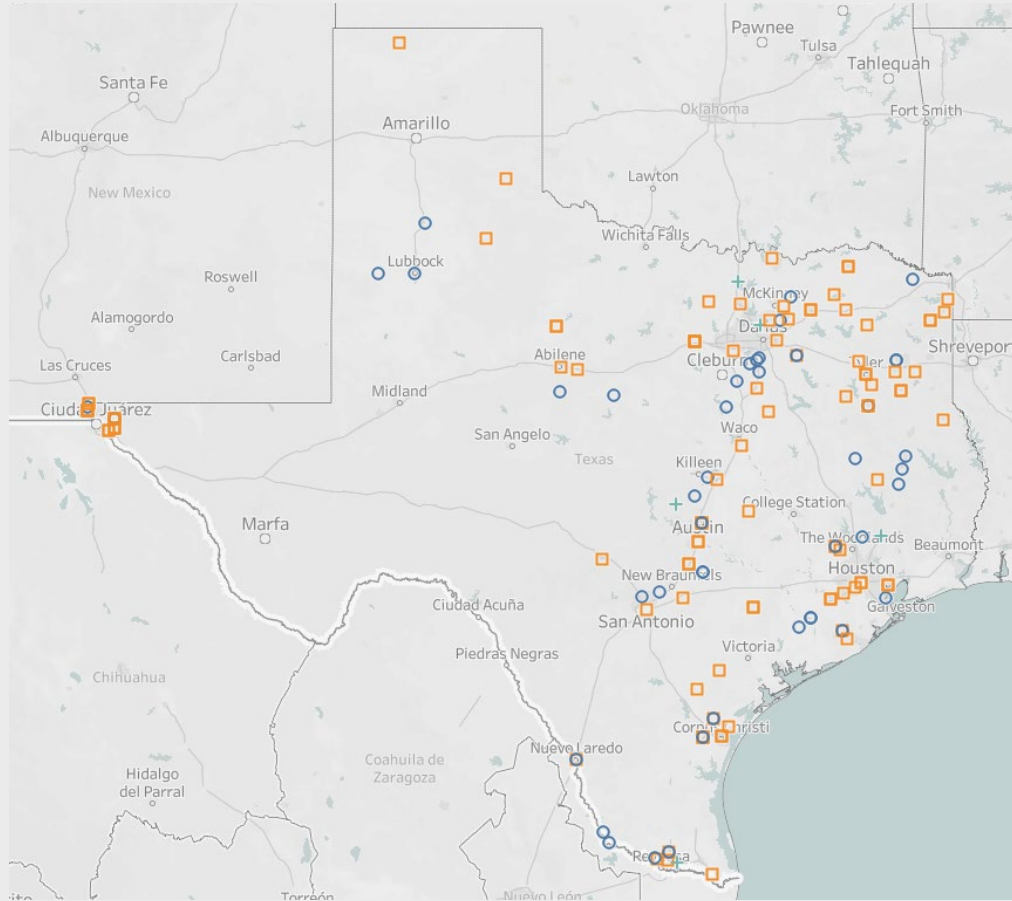 Pawnee
Tulsa
Santa Fe
Tahlequah
Oklahoma
Amarillo
Fort Smith
Albuquerque
Lawton
New Mexico
Wichita Falls
Lubbock
Roswell
McKinney
Alamogordo
Dallas
Shreveport
Las Cruces
Carlsbad
Abilene
Cleburne
Tyler
Midland
Ciudad Juárez
Waco
San Angelo
Texas
Killeen
College Station
Marfa
Austin
The Woodlands
Beaumont
Houston
New Braunfels
Ciudad Acuña
Galveston
San Antonio
Victoria
Piedras Negras
Chihuahua
Corpus Christi
Nuevo Laredo
Coahuila de
Zaragoza
Hidalgo
del Parral
Reynosa
Torreón
Nuevo León